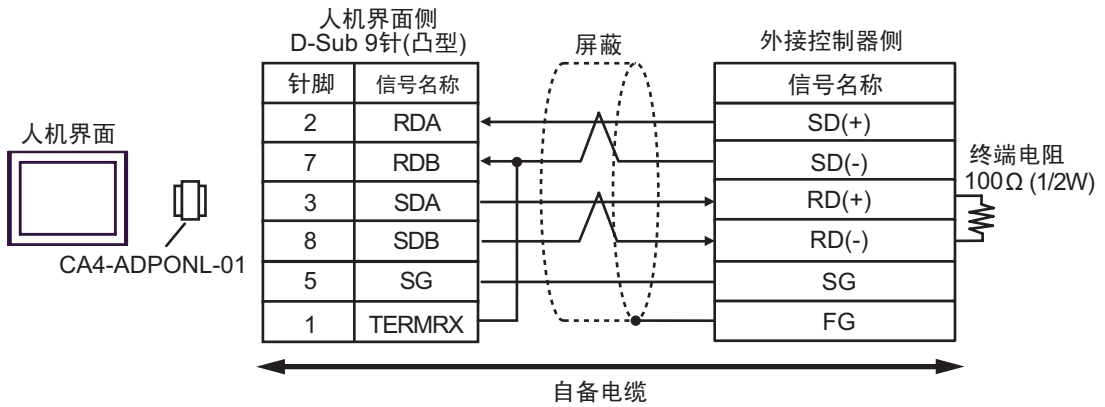 人机界面侧
D-Sub 9针(凸型)
屏蔽
外接控制器侧
针脚 信号名称
信号名称
2 RDA
SD(+)
7 RDB
SD(-)
3 SDA
RD(+)
8 SDB
RD(-)
5 SG
SG
1 TERMRX
FG
人机界面
CA4-ADPONL-01
终端电阻
100Ω (1/2W)
自备电缆